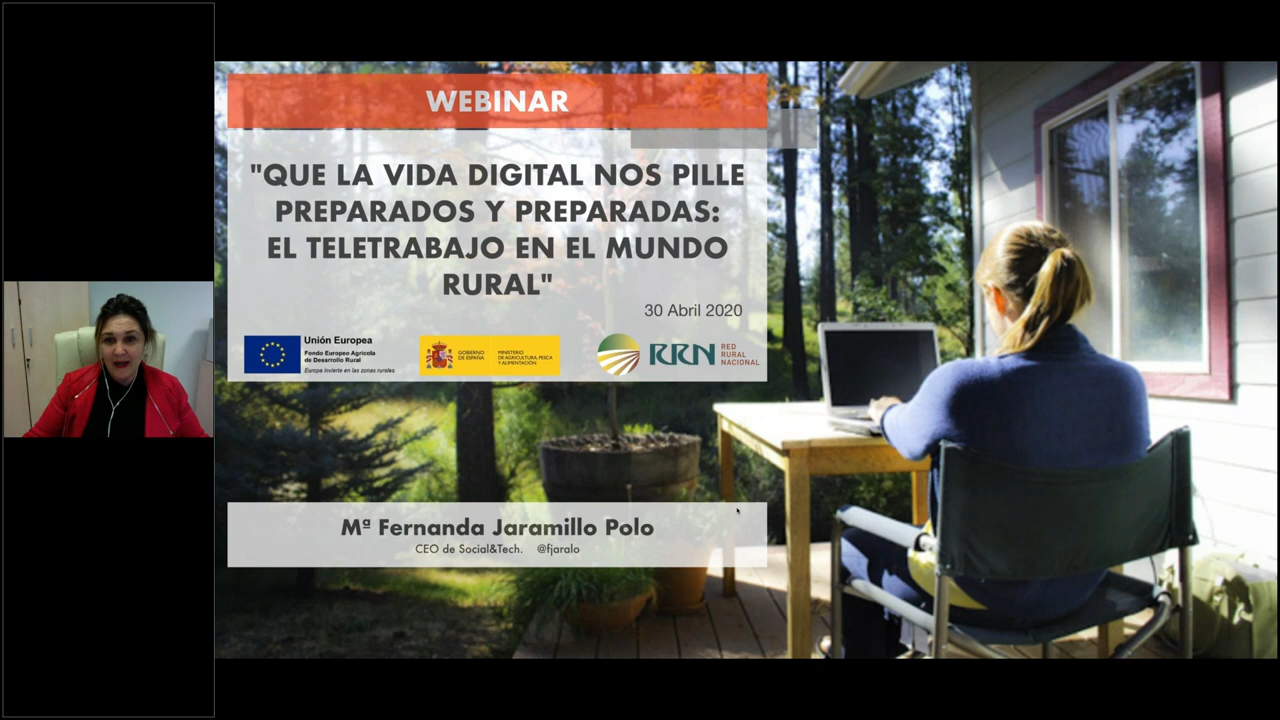 WEBINAR
"QUE LA VIDA DIGITAL NOS PILLE
PREPARADOS Y PREPARADAS:
EL TELETRABAJO EN EL MUNDO
RURAL"
30 Abril 2020
Unión Europea
Fondo Europeo Agrícola
de Desarrollo Rural
Europa invierte en las zonas rurales
GOBIERNO
DE ESPAÑA
MINISTERIO
DE AGRICULTURA, PESCA
Y ALIMENTACIÓN
RRN
RED
RURAL
NACIONAL
Mª Fernanda Jaramillo Polo
CEO de Social&Tech. @fjaralo